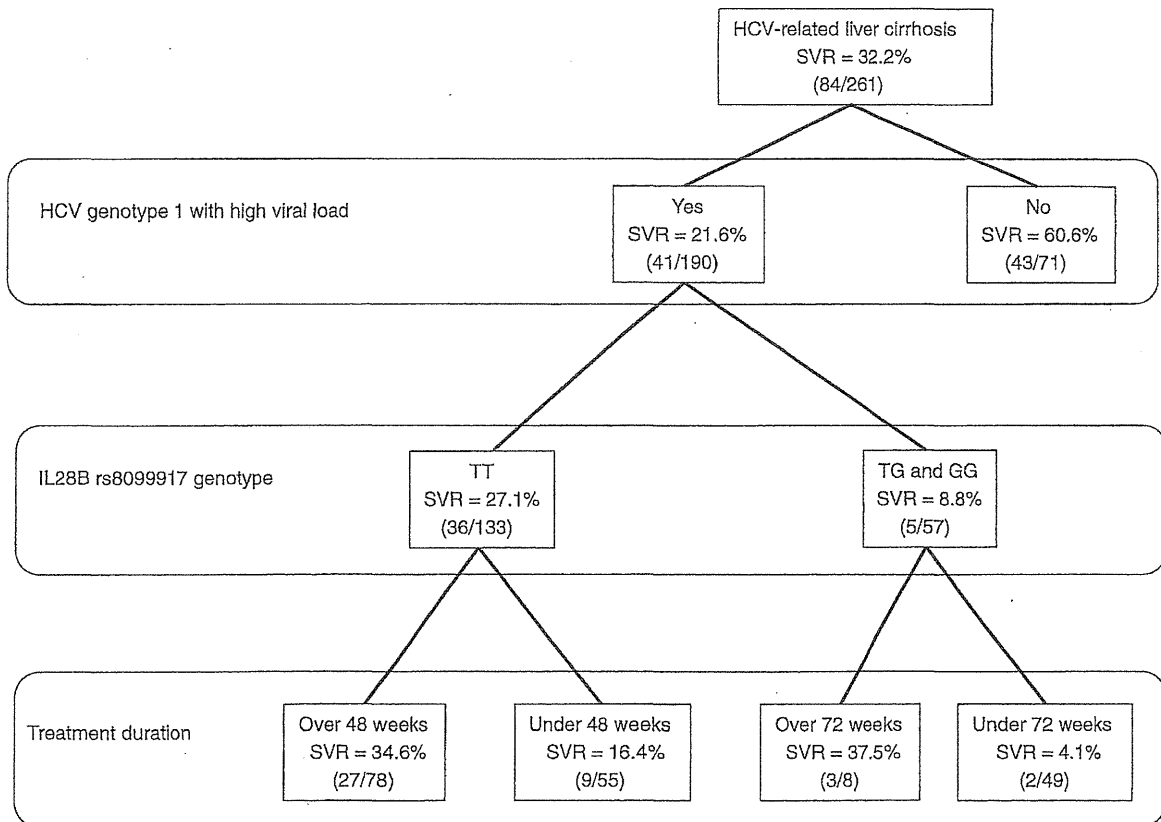 HCV-related liver cirrhosis
SVR = 32.2%
(84/261)
HCV genotype 1 with high viral load
Yes
SVR = 21.6%
(41/190)
No
SVR = 60.6%
(43/71)
IL28B rs8099917 genotype
TT
SVR = 27.1%
(36/133)
TG and GG
SVR = 8.8%
(5/57)
Treatment duration
Over 48 weeks
SVR = 34.6%
(27/78)
Under 48 weeks
SVR = 16.4%
(9/55)
Over 72 weeks
SVR = 37.5%
(3/8)
Under 72 weeks
SVR = 4.1%
(2/49)